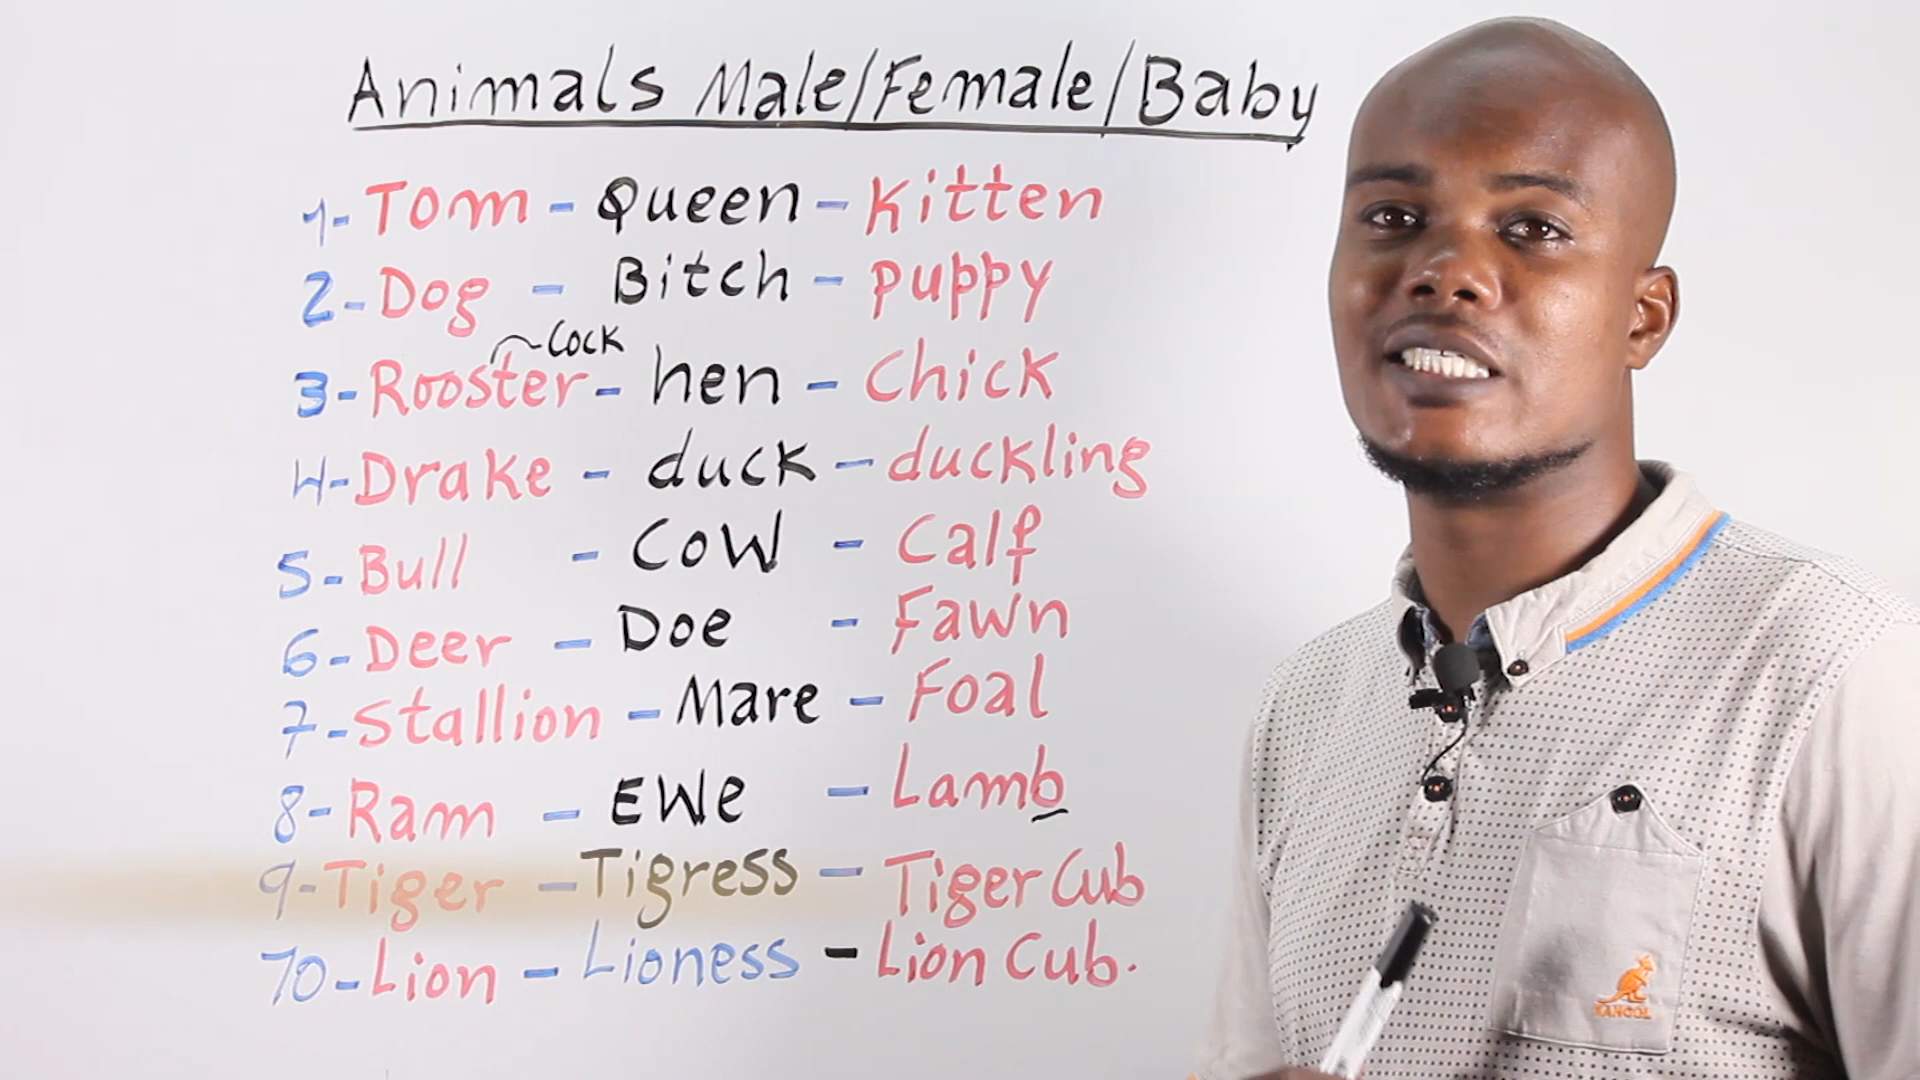 Animals Male/Female/Baby
1- Tom - Queen - Kitten
2- Dog - Bitch - puppy
Cock
3- Rooster - hen - Chick
4- Drake - duck - duckling
5- Bull - Cow - Calf
6- Deer - Doe - Fawn
7- Stallion - Mare - Foal
8- Ram - EWe - Lamb
9- Tiger - Tigress - Tiger Cub
10- Lion - Lioness - Lion Cub.
KANGOL